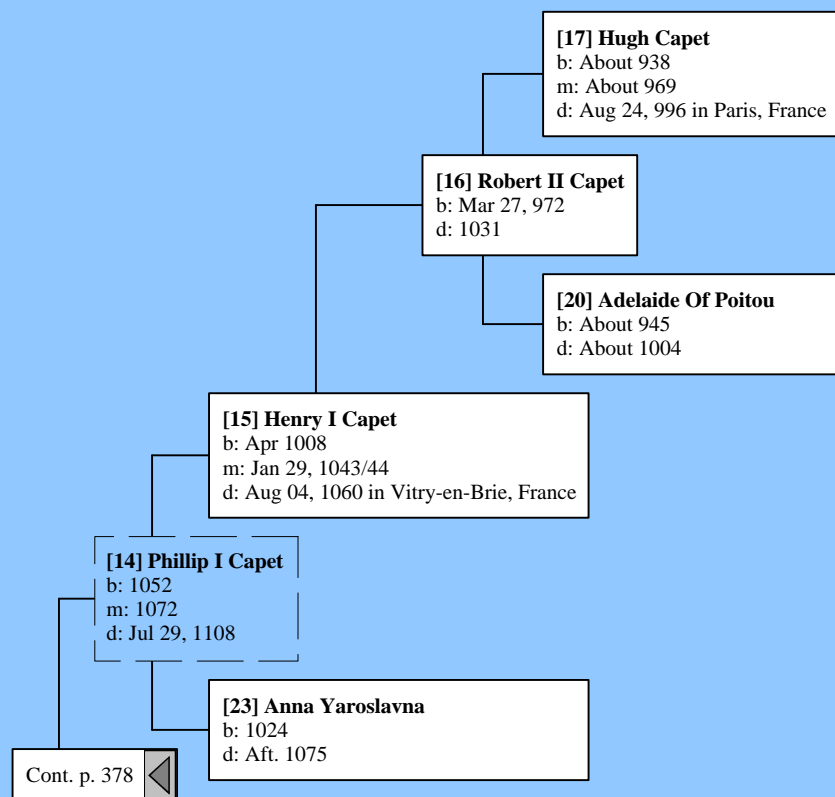 [17] Hugh Capet
b: About 938
m: About 969
d: Aug 24, 996 in Paris, France
[16] Robert II Capet
b: Mar 27, 972
d: 1031
[20] Adelaide Of Poitou
b: About 945
d: About 1004
[15] Henry I Capet
b: Apr 1008
m: Jan 29, 1043/44
d: Aug 04, 1060 in Vitry-en-Brie, France
[14] Phillip I Capet
b: 1052
m: 1072
d: Jul 29, 1108
[23] Anna Yaroslavna
b: 1024
d: Aft. 1075
Cont. p. 378